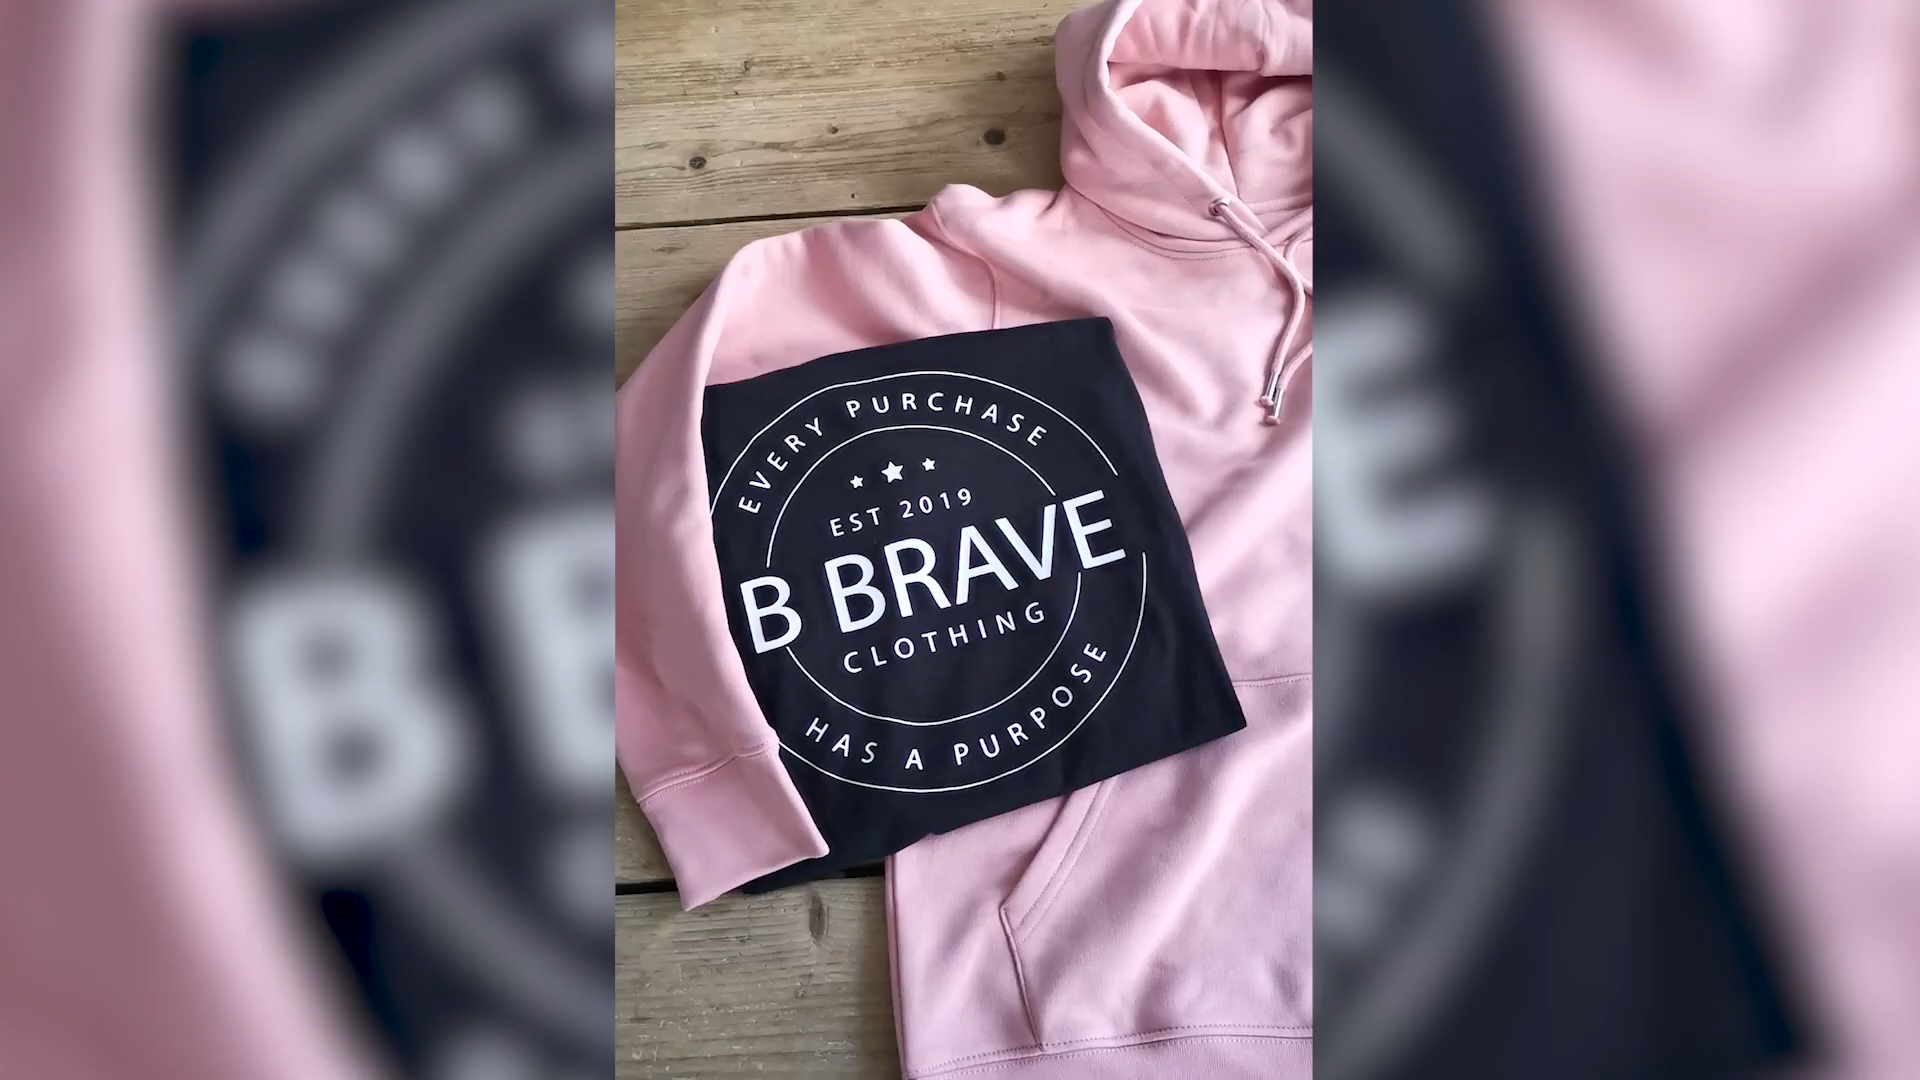 EVERY PURCHASE
EST 2019
B BRAVE
CLOTHING
HAS A PURPOSE